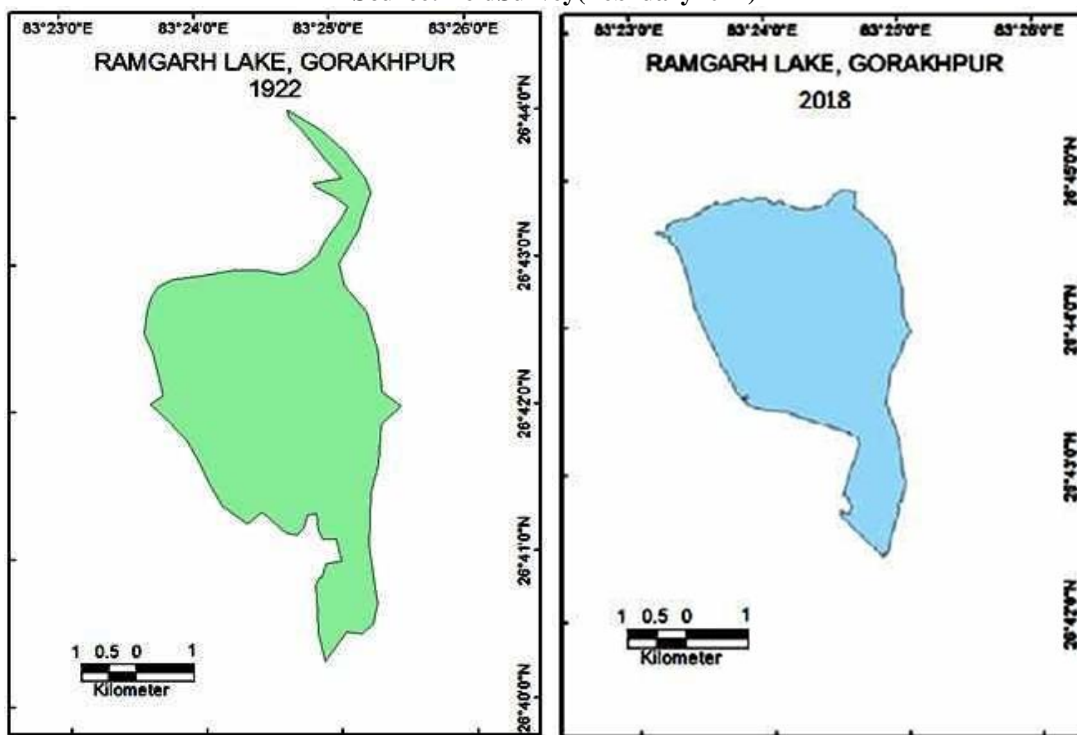 83°23'0"E 83°24'0"E 83°25'0"E 83°26'0"E
RAMGARH LAKE, GORAKHPUR
1922
26°44'0"N
26°43'0"N
26°42'0"N
26°41'0"N
26°40'0"N
1 0.5 0 1
Kilometer
83°23'0"E 83°24'0"E 83°25'0"E 83°26'0"E
RAMGARH LAKE, GORAKHPUR
2018
26°45'0"N
26°44'0"N
26°43'0"N
26°42'0"N
1 0.5 0 1
Kilometer